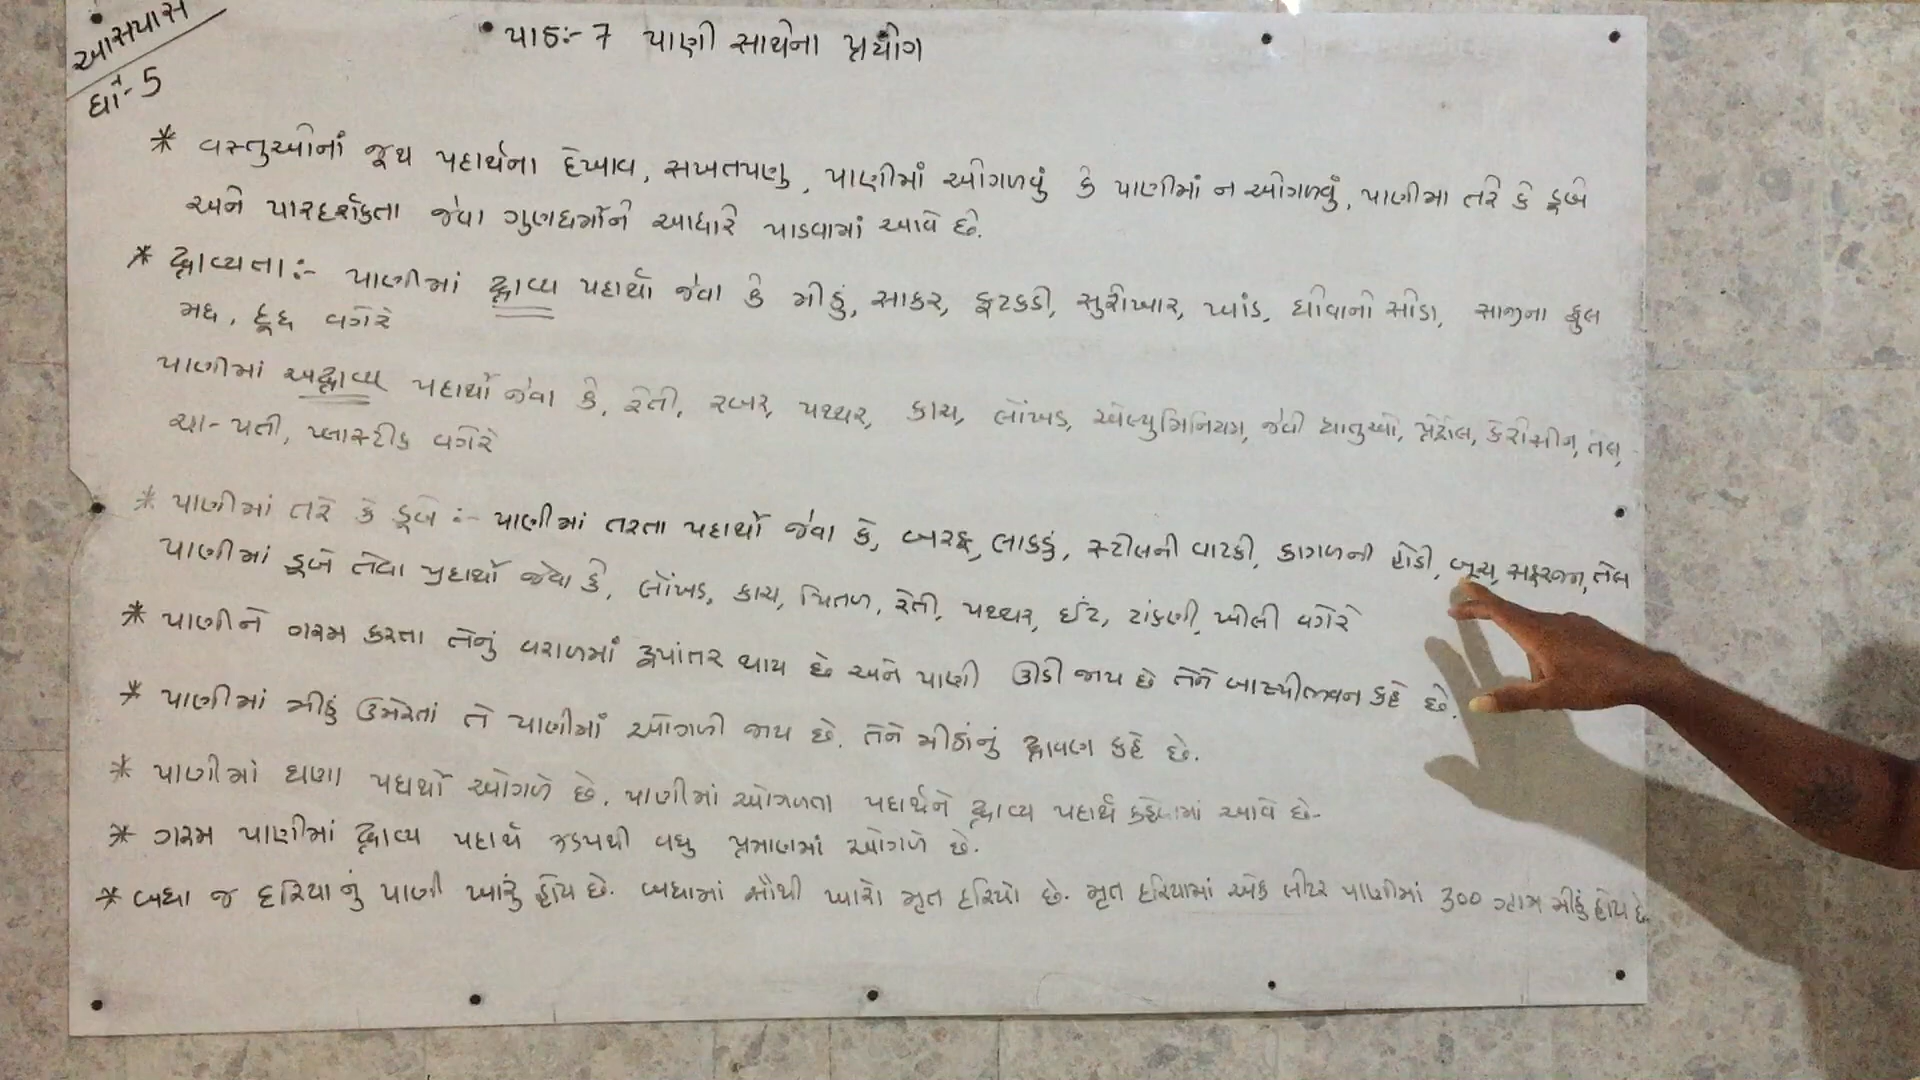 આસપાસ
ધો-5
પાઠ:- 7 પાણી સાથેના પ્રયોગ
* વસ્તુઓનાં જૂથ પદાર્થના દેખાવ, સખતપણુ, પાણીમાં ઓગળવું કે પાણીમાં ન ઓગળવું, પાણીમા તરે કે ડૂબે
અને પારદર્શકતા જેવા ગુણધર્મોને આધારે પાડવામાં આવે છે.
* દ્રાવ્યતા:- પાણીમાં દ્રાવ્ય પદાર્થો જેવા કે મીઠું, સાકર, ફટકડી, સુરોખાર, ખાંડ, ધોવાનો સોડા, સાજીના ફુલ
મધ, દૂધ વગેરે
પાણીમાં અદ્રાવ્ય પદાર્થો જેવા કે, રેતી, રબર, પથ્થર, કાચ, લોંખડ, એલ્યુમિનિયમ, જેવી ધાતુઓ, પેટ્રોલ, કેરોસીન, તેલ,
ચા-પતી, પ્લાસ્ટીક વગેરે
* પાણીમાં તરે કે ડૂબે :- પાણીમાં તરતા પદાર્થો જેવા કે, બરફ, લાકડું, સ્ટીલની વાટકી, કાગળની હોડી, બૂચ, સફરજન, તેલ
પાણીમાં ડૂબે તેવા પદાર્થો જેવા કે, લોંખડ, કાચ, પિતળ, રેતી, પથ્થર, ઈંટ, ટાંકણી, ખીલી વગેરે
* પાણીને ગરમ કરતા તેનું વરાળમાં રૂપાંતર થાય છે અને પાણી ઊડી જાય છે તેને બાષ્પીભવન કહે છે.
* પાણીમાં મીઠું ઉમેરતાં તે પાણીમાં ઓગળી જાય છે. તેને મીઠાંનું દ્રાવણ કહે છે.
* પાણીમાં ઘણા પદાર્થો ઓગળે છે. પાણીમાં ઓગળતા પદાર્થને દ્રાવ્ય પદાર્થ કહેવામાં આવે છે-
* ગરમ પાણીમાં દ્રાવ્ય પદાર્થ ઝડપથી વધુ પ્રમાણમાં ઓગળે છે.
* બધા જ દરિયાનું પાણી ખારું હોય છે. બધામાં સૌથી ખારો મૃત દરિયો છે. મૃત દરિયામાં એક લીટર પાણીમાં 300 ગ્રામ મીઠું હોય છે.